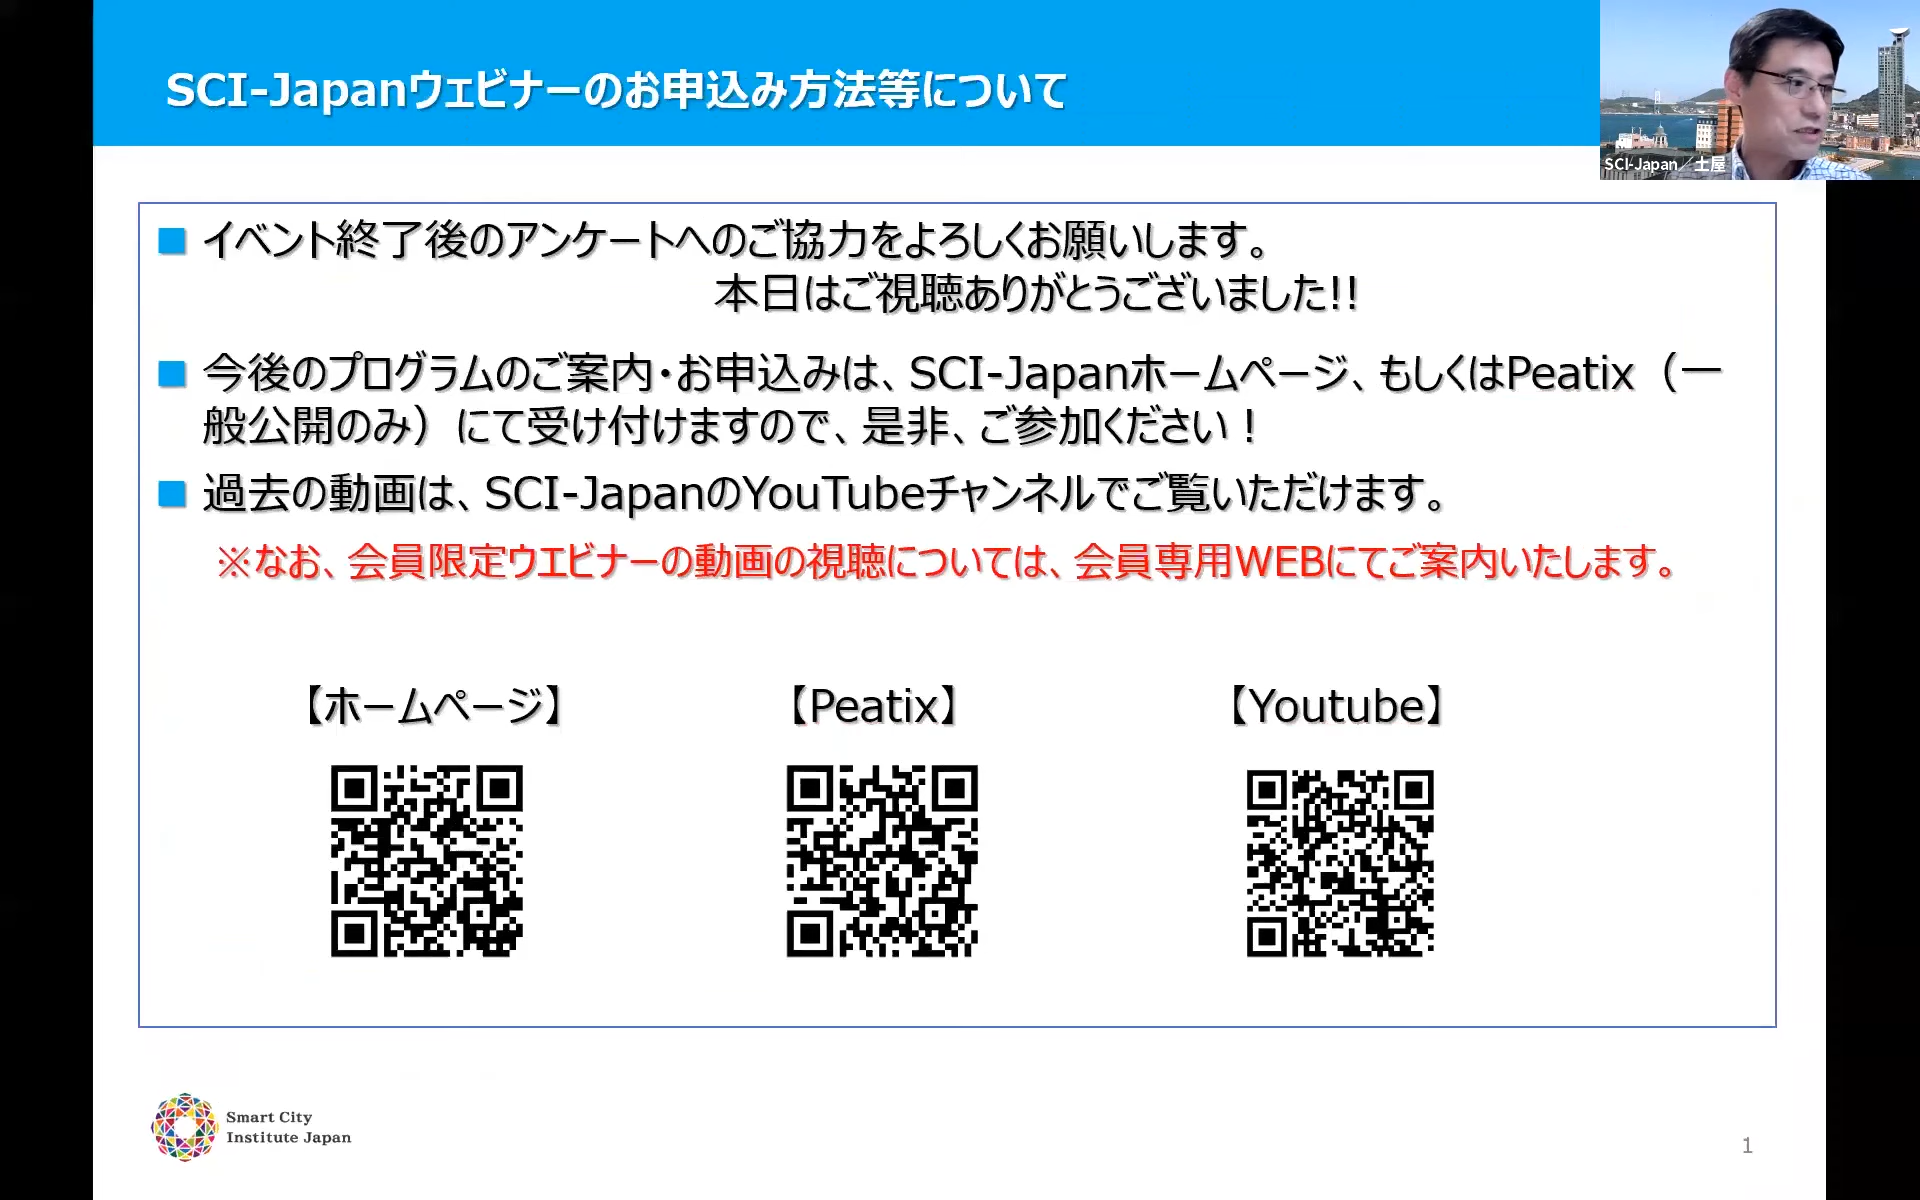 SCI-Japanウェビナーのお申込み方法等について
SCI-Japan／土屋
■ イベント終了後のアンケートへのご協力をよろしくお願いします。
本日はご視聴ありがとうございました!!
■ 今後のプログラムのご案内・お申込みは、SCI-Japanホームページ、もしくはPeatix（一
般公開のみ）にて受け付けますので、是非、ご参加ください！
■ 過去の動画は、SCI-JapanのYouTubeチャンネルでご覧いただけます。
※なお、会員限定ウエビナーの動画の視聴については、会員専用WEBにてご案内いたします。
【ホームページ】
【Peatix】
【Youtube】
Smart City
Institute Japan
1